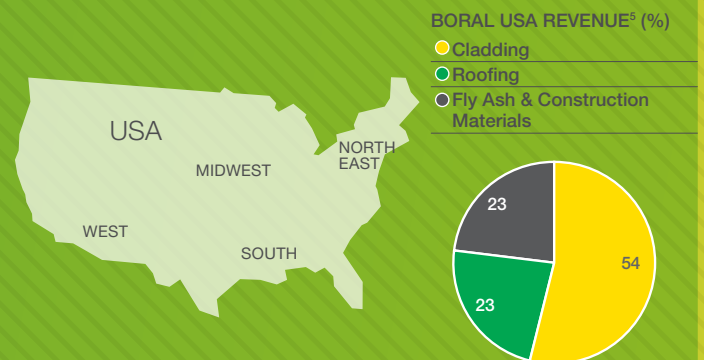 BORAL USA REVENUE⁵ (%)
Cladding
Roofing
Fly Ash & Construction
Materials
USA
NORTH
EAST
MIDWEST
WEST
SOUTH
23
54
23